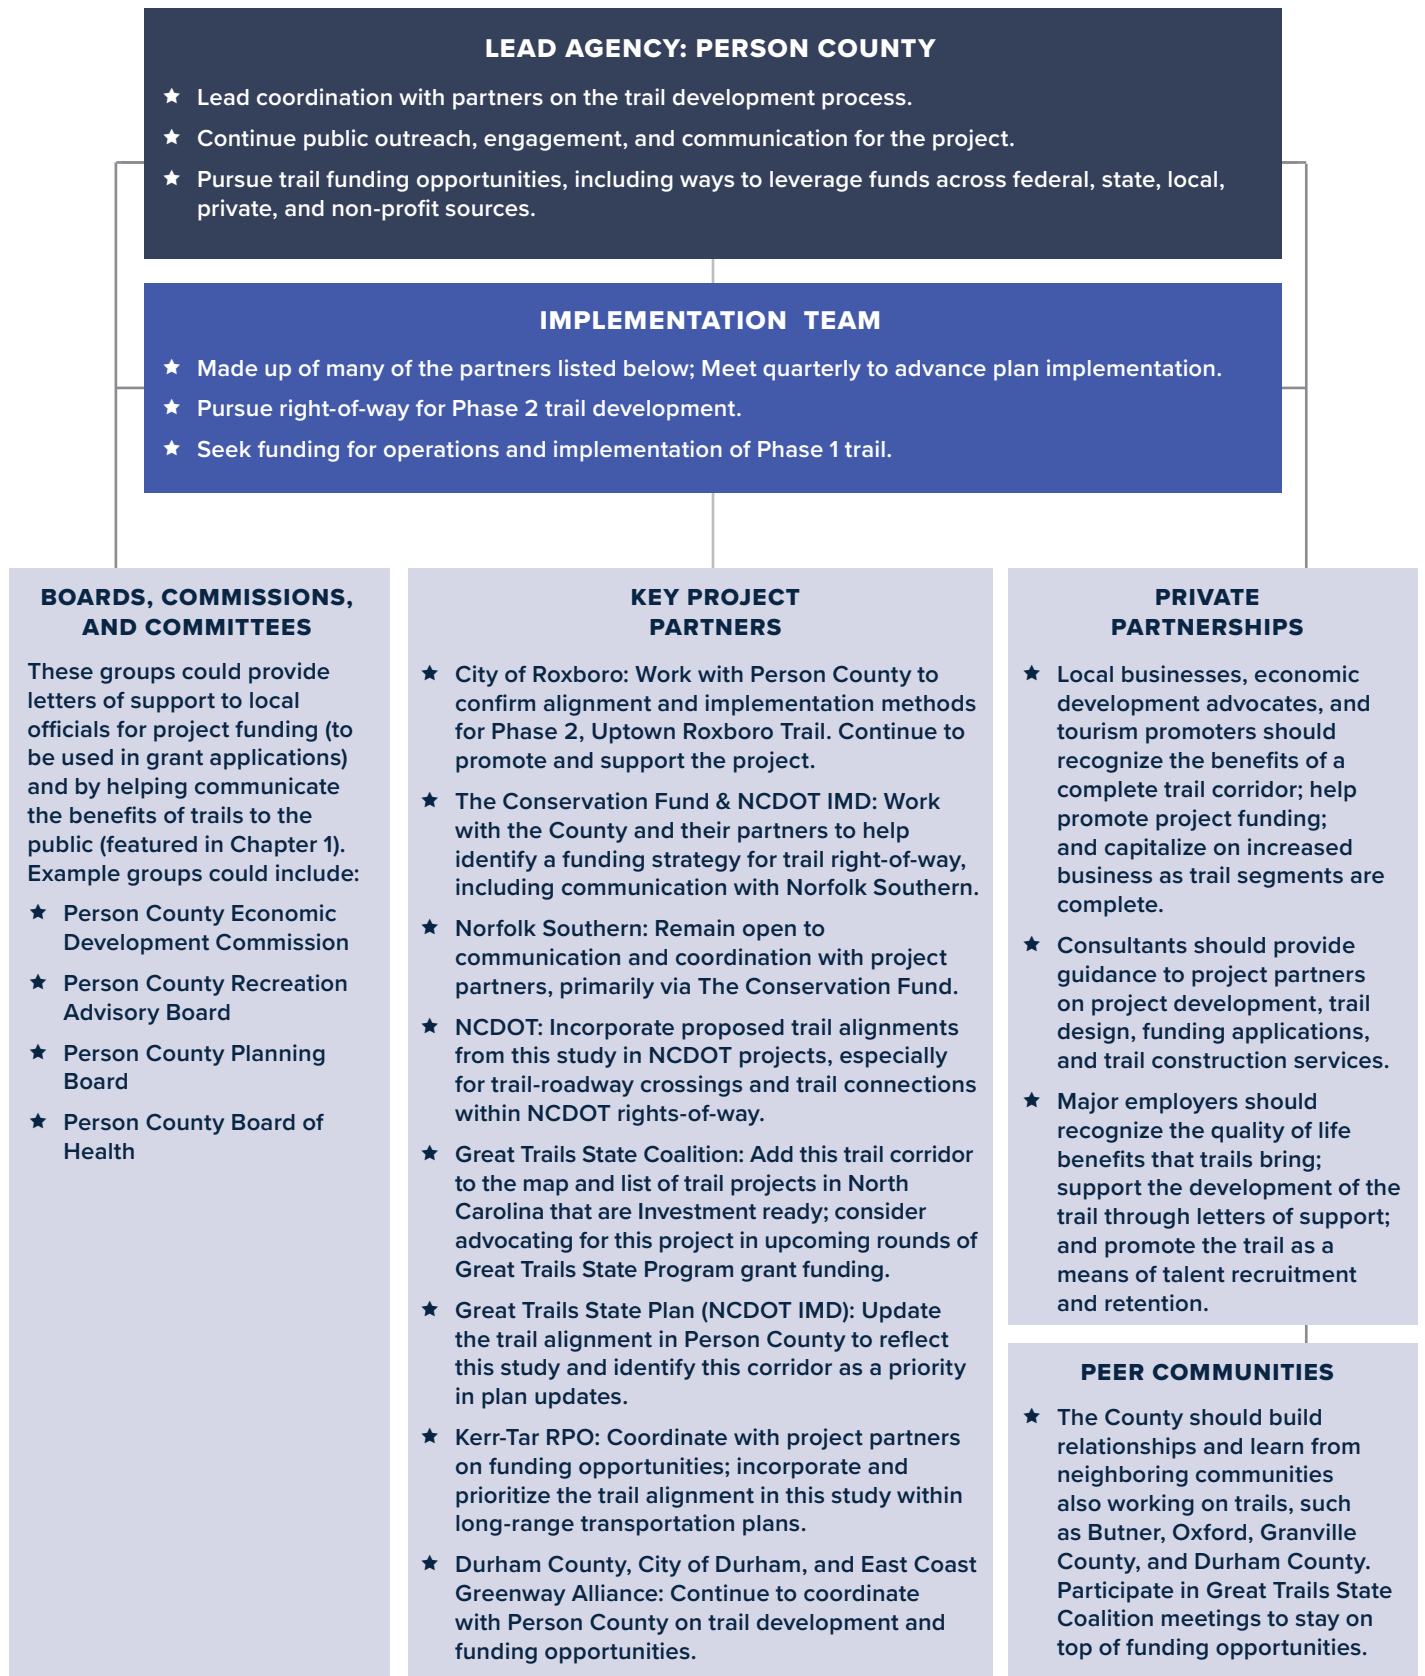 LEAD AGENCY: PERSON COUNTY
★ Lead coordination with partners on the trail development process.
★ Continue public outreach, engagement, and communication for the project.
★ Pursue trail funding opportunities, including ways to leverage funds across federal, state, local,
private, and non-profit sources.
IMPLEMENTATION TEAM
★ Made up of many of the partners listed below; Meet quarterly to advance plan implementation.
★ Pursue right-of-way for Phase 2 trail development.
★ Seek funding for operations and implementation of Phase 1 trail.
BOARDS, COMMISSIONS,
AND COMMITTEES
These groups could provide
letters of support to local
officials for project funding (to
be used in grant applications)
and by helping communicate
the benefits of trails to the
public (featured in Chapter 1).
Example groups could include:
★ Person County Economic
Development Commission
★ Person County Recreation
Advisory Board
★ Person County Planning
Board
★ Person County Board of
Health
KEY PROJECT
PARTNERS
★ City of Roxboro: Work with Person County to
confirm alignment and implementation methods
for Phase 2, Uptown Roxboro Trail. Continue to
promote and support the project.
★ The Conservation Fund & NCDOT IMD: Work
with the County and their partners to help
identify a funding strategy for trail right-of-way,
including communication with Norfolk Southern.
★ Norfolk Southern: Remain open to
communication and coordination with project
partners, primarily via The Conservation Fund.
★ NCDOT: Incorporate proposed trail alignments
from this study in NCDOT projects, especially
for trail-roadway crossings and trail connections
within NCDOT rights-of-way.
★ Great Trails State Coalition: Add this trail corridor
to the map and list of trail projects in North
Carolina that are Investment ready; consider
advocating for this project in upcoming rounds of
Great Trails State Program grant funding.
★ Great Trails State Plan (NCDOT IMD): Update
the trail alignment in Person County to reflect
this study and identify this corridor as a priority
in plan updates.
★ Kerr-Tar RPO: Coordinate with project partners
on funding opportunities; incorporate and
prioritize the trail alignment in this study within
long-range transportation plans.
★ Durham County, City of Durham, and East Coast
Greenway Alliance: Continue to coordinate
with Person County on trail development and
funding opportunities.
PRIVATE
PARTNERSHIPS
★ Local businesses, economic
development advocates, and
tourism promoters should
recognize the benefits of a
complete trail corridor; help
promote project funding;
and capitalize on increased
business as trail segments are
complete.
★ Consultants should provide
guidance to project partners
on project development, trail
design, funding applications,
and trail construction services.
★ Major employers should
recognize the quality of life
benefits that trails bring;
support the development of the
trail through letters of support;
and promote the trail as a
means of talent recruitment
and retention.
PEER COMMUNITIES
★ The County should build
relationships and learn from
neighboring communities
also working on trails, such
as Butner, Oxford, Granville
County, and Durham County.
Participate in Great Trails State
Coalition meetings to stay on
top of funding opportunities.